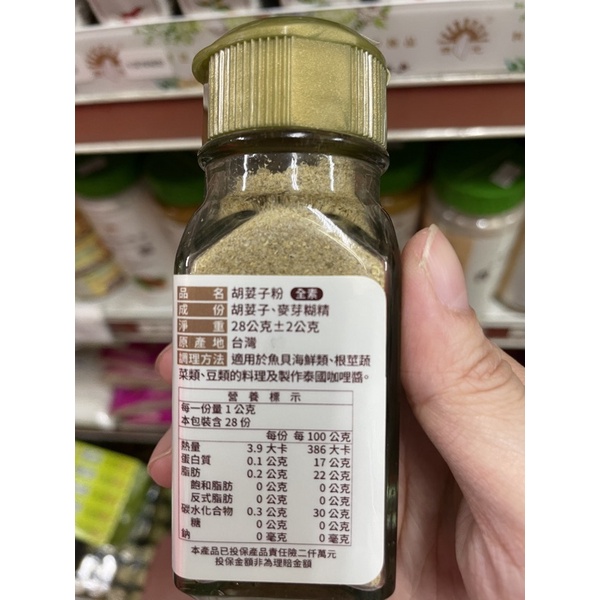 品名 胡荽子粉 全素
成份 胡荽子、麥芽糊精
淨重 28公克±2公克
原產地 台灣
調理方法 適用於魚貝海鮮類、根莖蔬
菜類、豆類的料理及製作泰國咖哩醬。
營養標示
每一份量 1 公克
本包裝含 28 份
每份 每 100 公克
熱量 3.9 大卡 386 大卡
蛋白質 0.1 公克 17 公克
脂肪 0.2 公克 22 公克
飽和脂肪 0 公克 0 公克
反式脂肪 0 公克 0 公克
碳水化合物 0.3 公克 30 公克
糖 0 公克 0 公克
鈉 0 毫克 0 毫克
本產品已投保產品責任險二仟萬元
投保金額非為理賠金額